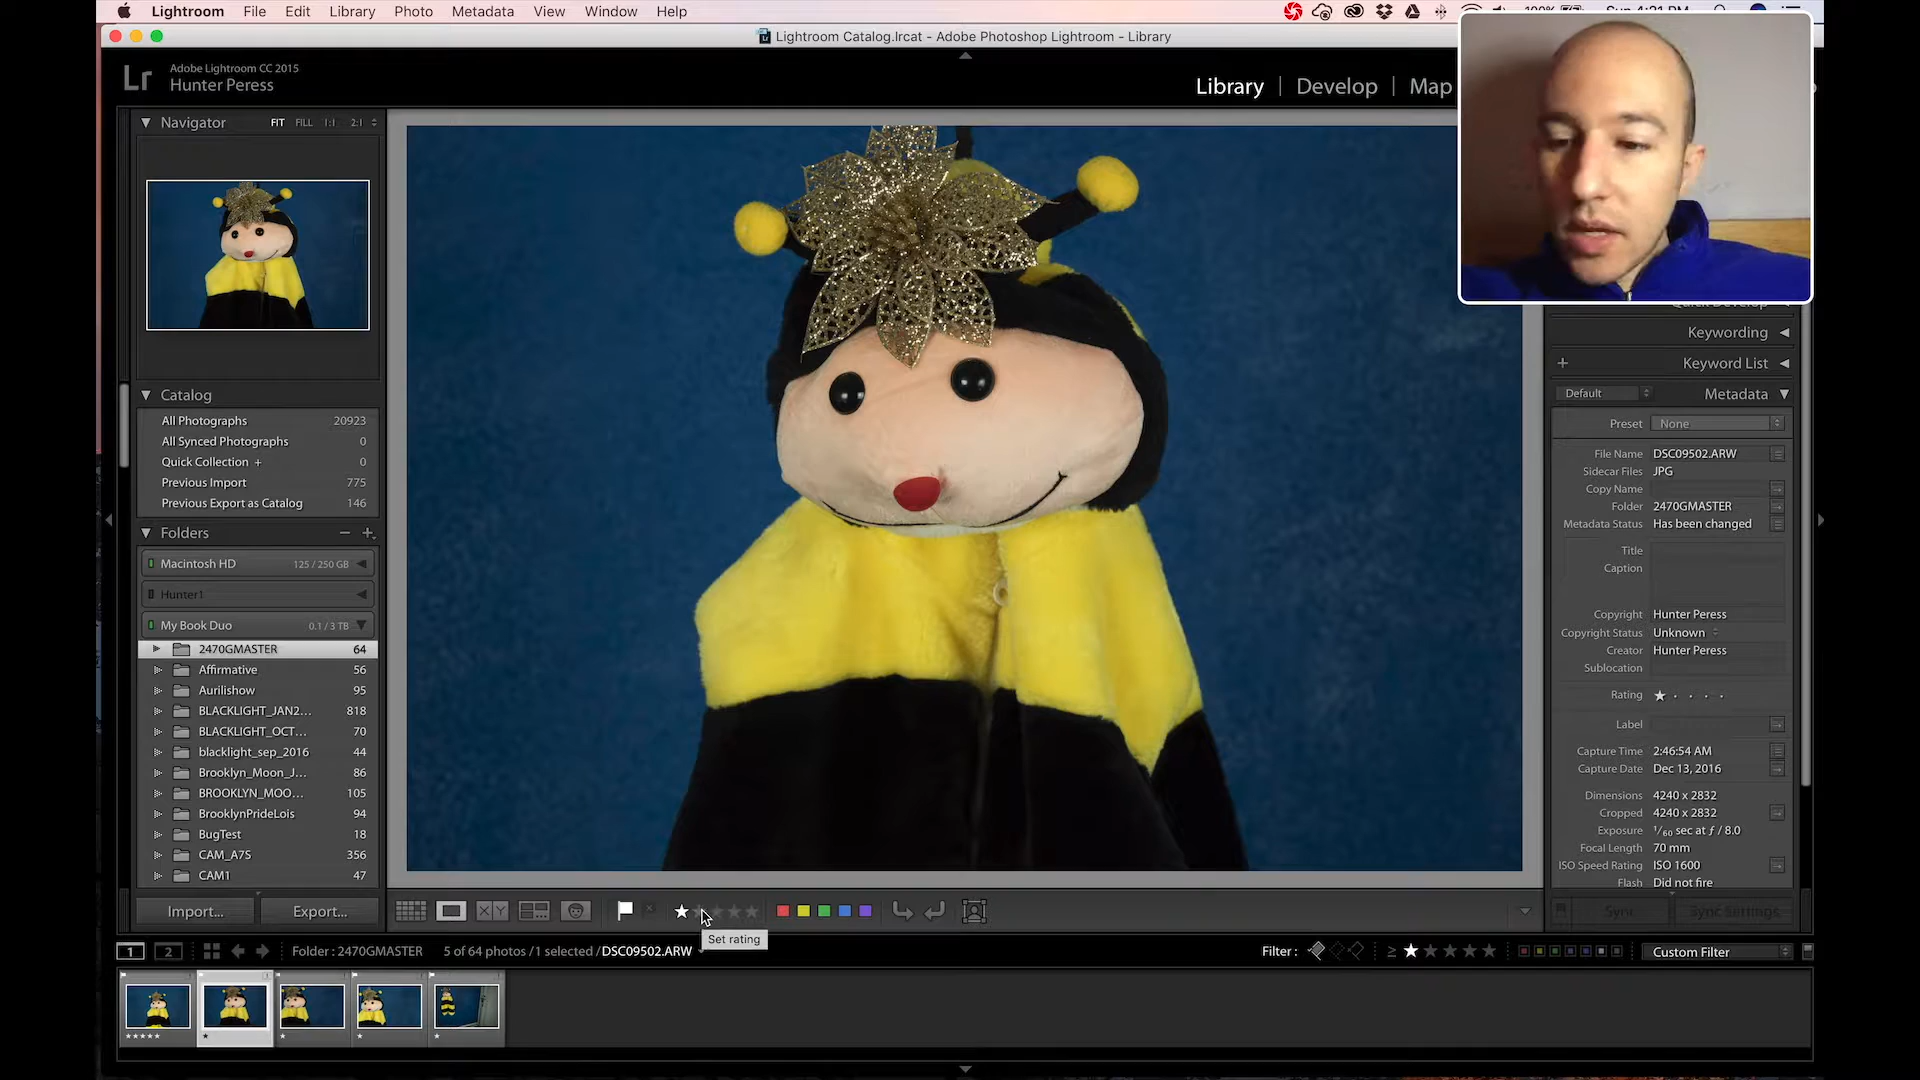 Lightroom File Edit Library Photo Metadata View Window Help
Lightroom Catalog.lrcat - Adobe Photoshop Lightroom - Library
Lr Adobe Lightroom CC 2015
Hunter Peress
Library | Develop | Map
Navigator FIT FILL 1:1 2:1
Catalog
All Photographs 20923
All Synced Photographs 0
Quick Collection + 0
Previous Import 775
Previous Export as Catalog 146
Folders
Macintosh HD 125 / 250 GB
Hunter1
My Book Duo 0.1 / 3 TB
2470GMASTER 64
Affirmative 56
Aurilishow 95
BLACKLIGHT_JAN2... 818
BLACKLIGHT_OCT... 70
blacklight_sep_2016 44
Brooklyn_Moon_J... 86
BROOKLYN_MOO... 105
BrooklynPrideLois 94
BugTest 18
CAM_A7S 356
CAM1 47
Import... Export...
Keywording
Keyword List
Default Metadata
Preset None
File Name DSC09502.ARW
Sidecar Files JPG
Copy Name
Folder 2470GMASTER
Metadata Status Has been changed
Title
Caption
Copyright Hunter Peress
Copyright Status Unknown
Creator Hunter Peress
Sublocation
Rating
Label
Capture Time 2:46:54 AM
Capture Date Dec 13, 2016
Dimensions 4240 x 2832
Cropped 4240 x 2832
Exposure 1/60 sec at ƒ / 8.0
Focal Length 70 mm
ISO Speed Rating ISO 1600
Flash Did not fire
Sync Sync Settings
X Y
Set rating
1 2 Folder : 2470GMASTER 5 of 64 photos / 1 selected / DSC09502.ARW Filter : ≥ Custom Filter